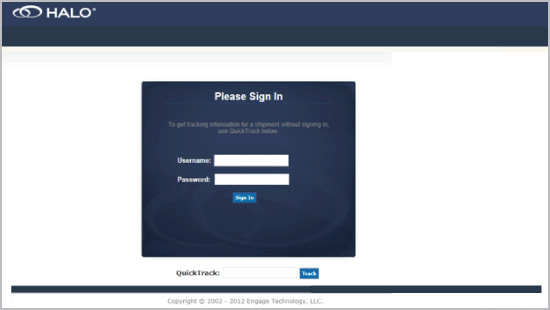 HALO®
Please Sign In
To get tracking information for a shipment without signing in,
use QuickTrack below.
Username:
Password:
Sign In
QuickTrack:
Track
Copyright © 2002 - 2012 Engage Technology, LLC.